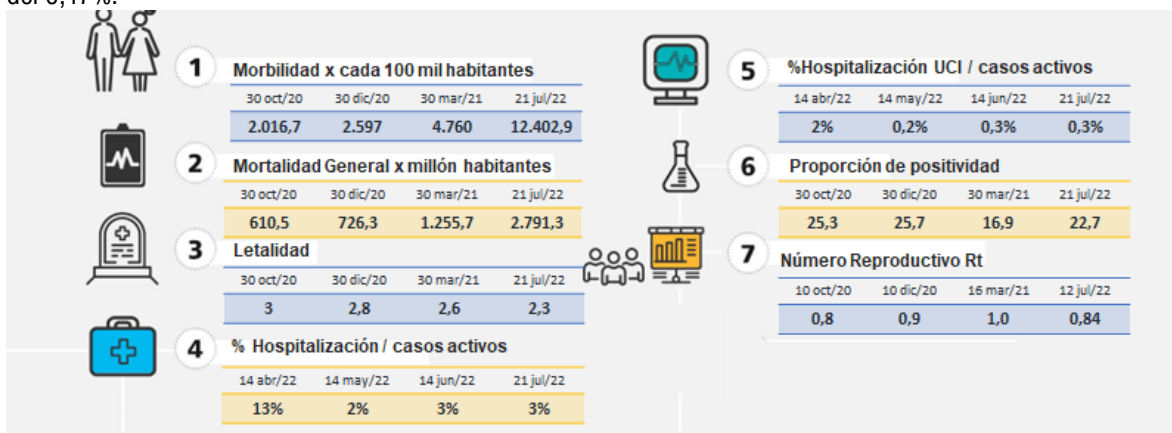 1 Morbilidad x cada 100 mil habitantes
30 oct/20 30 dic/20 30 mar/21 21 jul/22
2.016,7 2.597 4.760 12.402,9
2 Mortalidad General x millón habitantes
30 oct/20 30 dic/20 30 mar/21 21 jul/22
610,5 726,3 1.255,7 2.791,3
3 Letalidad
30 oct/20 30 dic/20 30 mar/21 21 jul/22
3 2,8 2,6 2,3
4 % Hospitalización / casos activos
14 abr/22 14 may/22 14 jun/22 21 jul/22
13% 2% 3% 3%
5 %Hospitalización UCI / casos activos
14 abr/22 14 may/22 14 jun/22 21 jul/22
2% 0,2% 0,3% 0,3%
6 Proporción de positividad
30 oct/20 30 dic/20 30 mar/21 21 jul/22
25,3 25,7 16,9 22,7
7 Número Reproductivo Rt
10 oct/20 10 dic/20 16 mar/21 12 jul/22
0,8 0,9 1,0 0,84